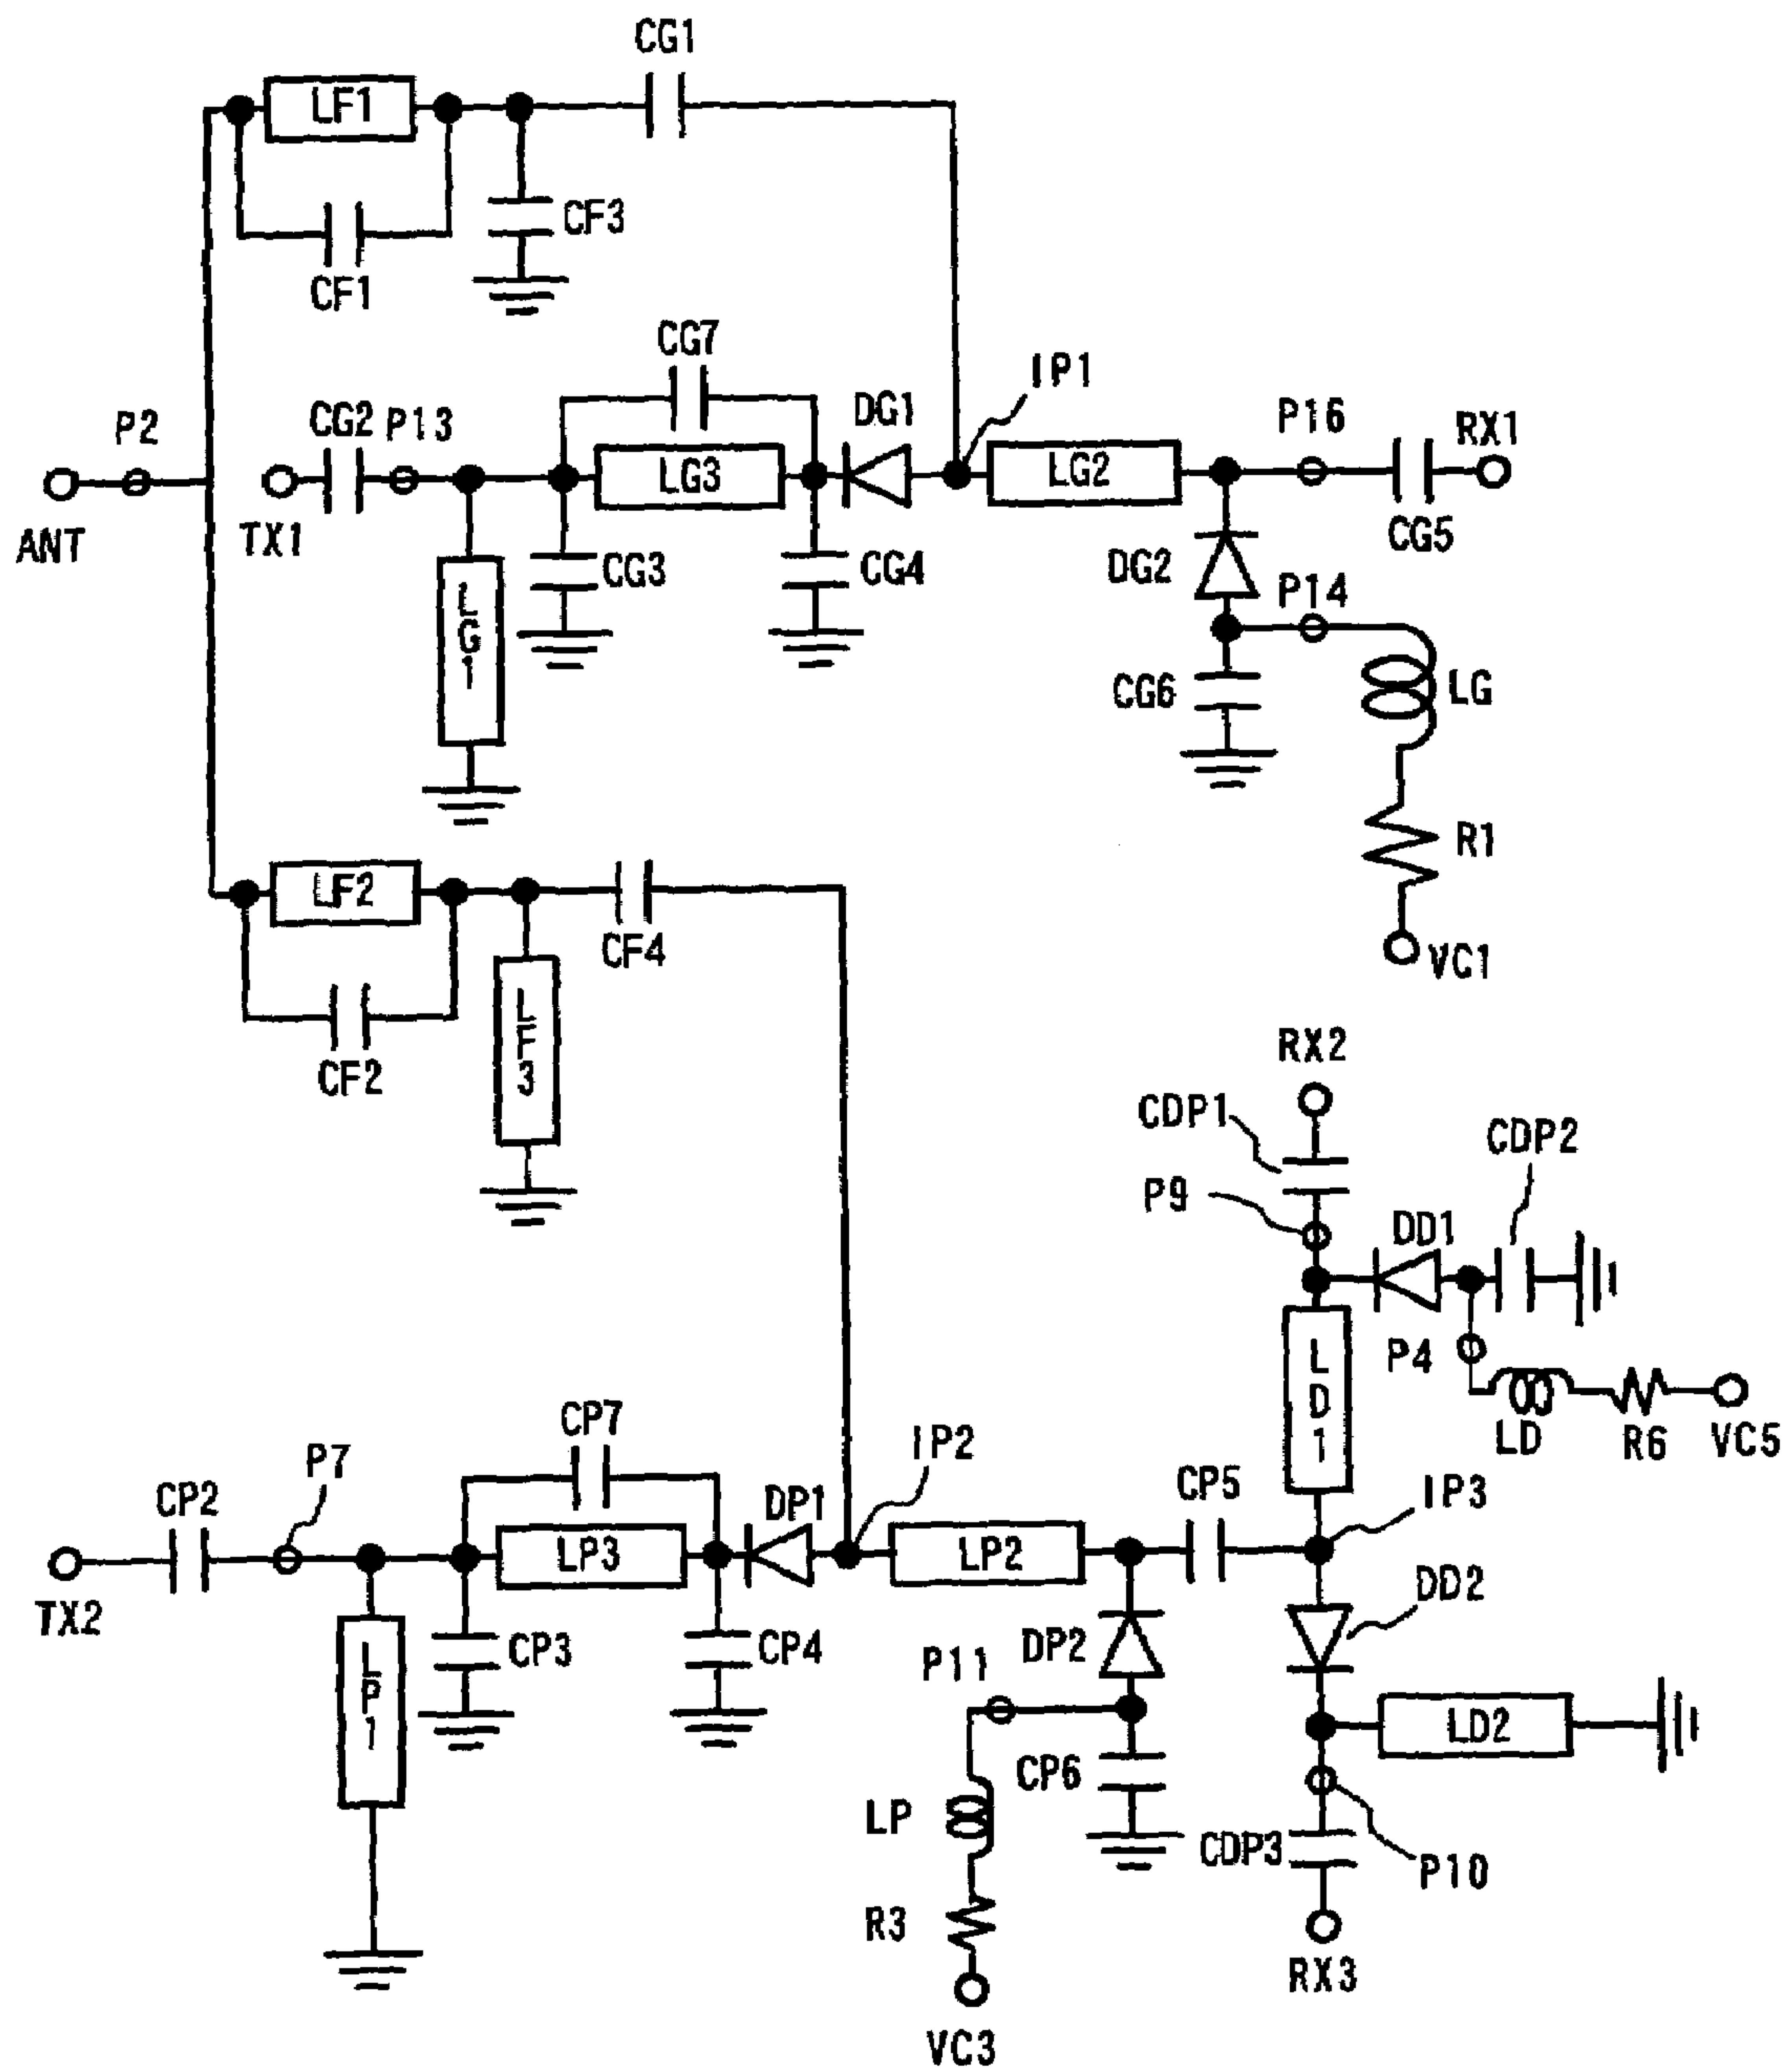 CG1
LF1
CF3
CF1
CG7
IP1
P2
CG2
P13
DG1
P16
RX1
LG3
LG2
ANT
TX1
CG5
CG3
CG4
DG2
P14
LG1
CG6
LG
R1
LF2
CF4
VC1
LF3
CF2
RX2
CDP1
CDP2
P9
DD1
LD1
P4
LD
R6
VC5
CP7
IP2
P7
CP2
DP1
CP5
IP3
LP3
LP2
DD2
TX2
CP3
CP4
DP2
P11
LP1
LD2
CP6
LP
CDP3
P10
R3
RX3
VC3